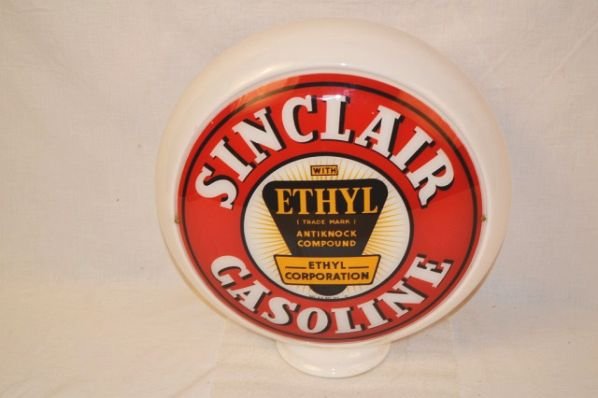 SINCLAIR
WITH
ETHYL
( TRADE MARK )
ANTIKNOCK
COMPOUND
ETHYL
CORPORATION
GASOLINE